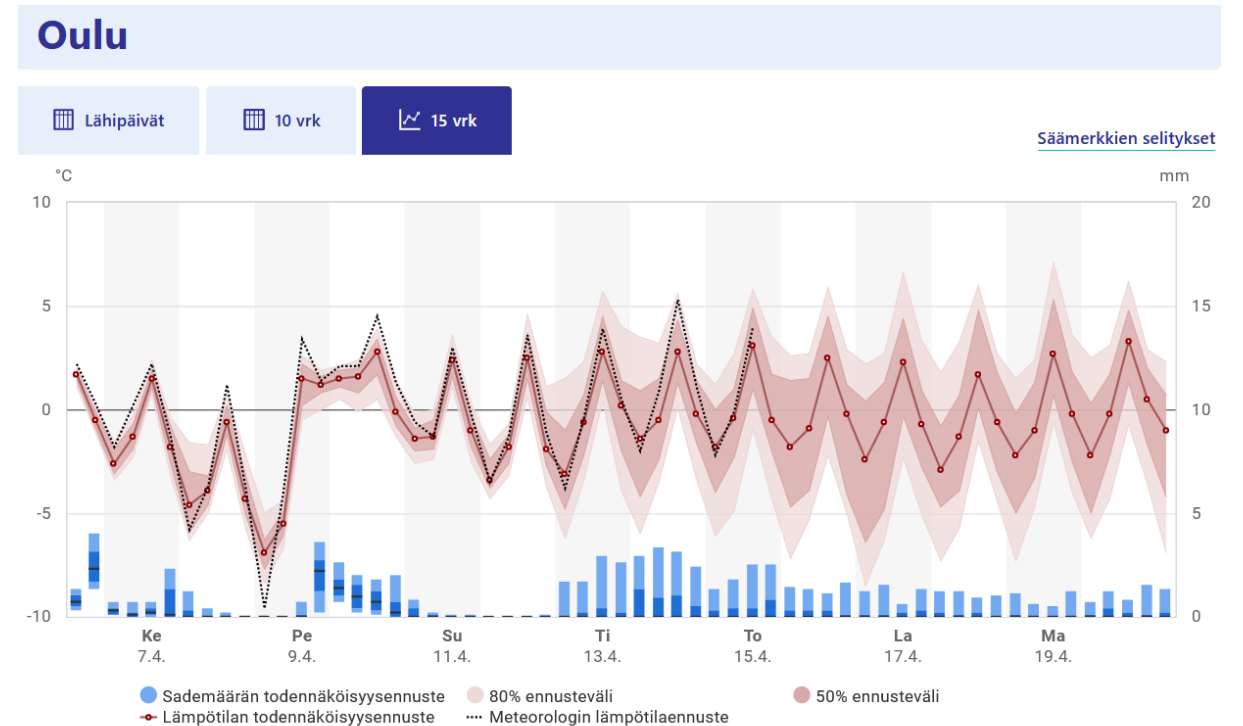 Oulu
Lähipäivät
10 vrk
15 vrk
Säämerkkien selitykset
°C
mm
10
20
5
15
0
10
-5
5
-10
0
Ke
Pe
Su
Ti
To
La
Ma
7.4.
9.4.
11.4.
13.4.
15.4.
17.4.
19.4.
Sademäärän todennäköisyysennuste
80% ennusteväli
50% ennusteväli
Lämpötilan todennäköisyysennuste
Meteorologin lämpötilaennuste